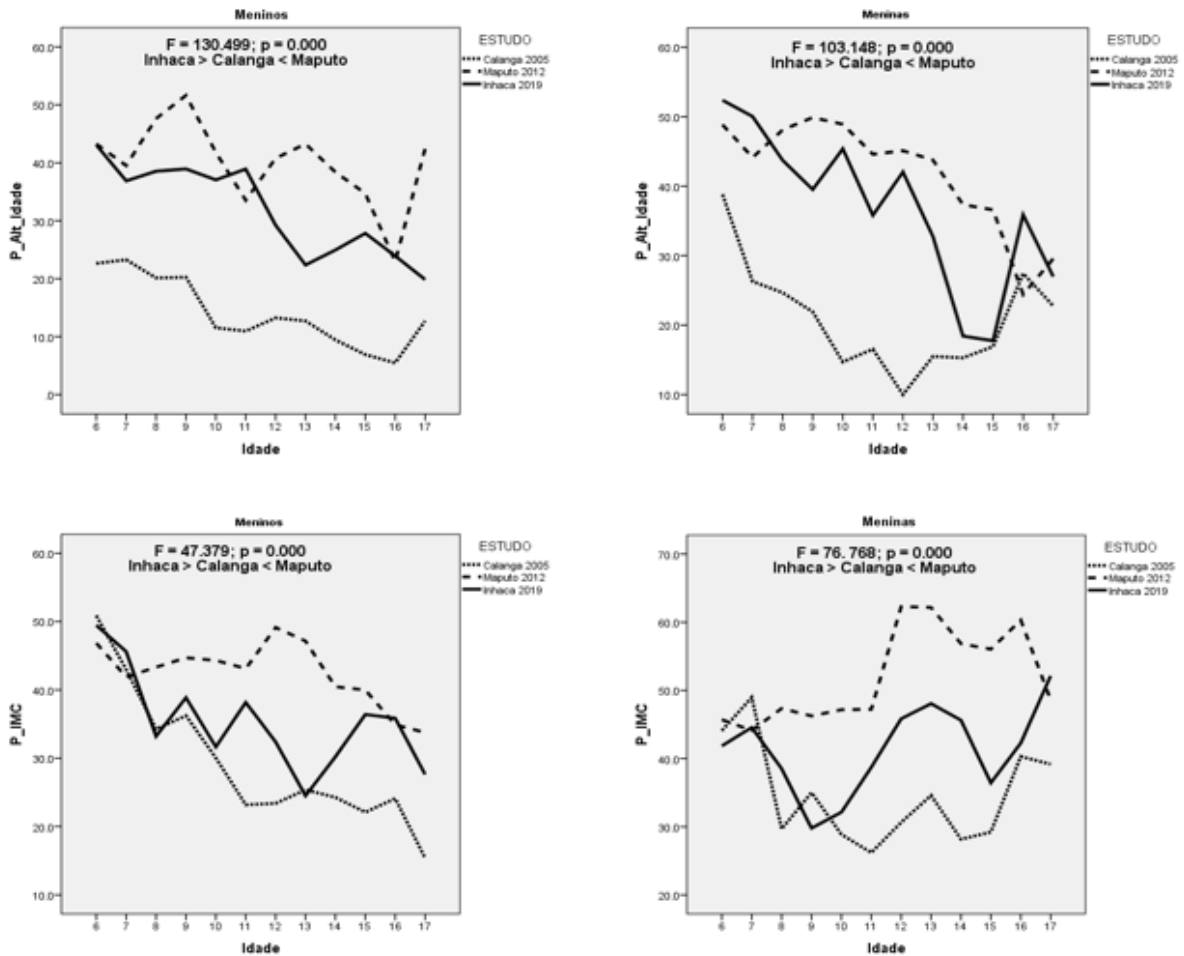 Meninos
F = 130.499; p = 0.000
Inhaca > Calanga < Maputo
ESTUDO
Calanga 2005
Maputo 2012
Inhaca 2019
P_Alt_Idade
60.0
50.0
40.0
30.0
20.0
10.0
.0
6 7 8 9 10 11 12 13 14 15 16 17
Idade
Meninas
F = 103.148; p = 0.000
Inhaca > Calanga < Maputo
ESTUDO
Calanga 2005
Maputo 2012
Inhaca 2019
P_Alt_Idade
60.0
50.0
40.0
30.0
20.0
10.0
6 7 8 9 10 11 12 13 14 15 16 17
Idade
Meninos
F = 47.379; p = 0.000
Inhaca > Calanga < Maputo
ESTUDO
Calanga 2005
Maputo 2012
Inhaca 2019
P_IMC
60.0
50.0
40.0
30.0
20.0
10.0
6 7 8 9 10 11 12 13 14 15 16 17
Idade
Meninas
F = 76. 768; p = 0.000
Inhaca > Calanga < Maputo
ESTUDO
Calanga 2005
Maputo 2012
Inhaca 2019
P_IMC
70.0
60.0
50.0
40.0
30.0
20.0
6 7 8 9 10 11 12 13 14 15 16 17
Idade